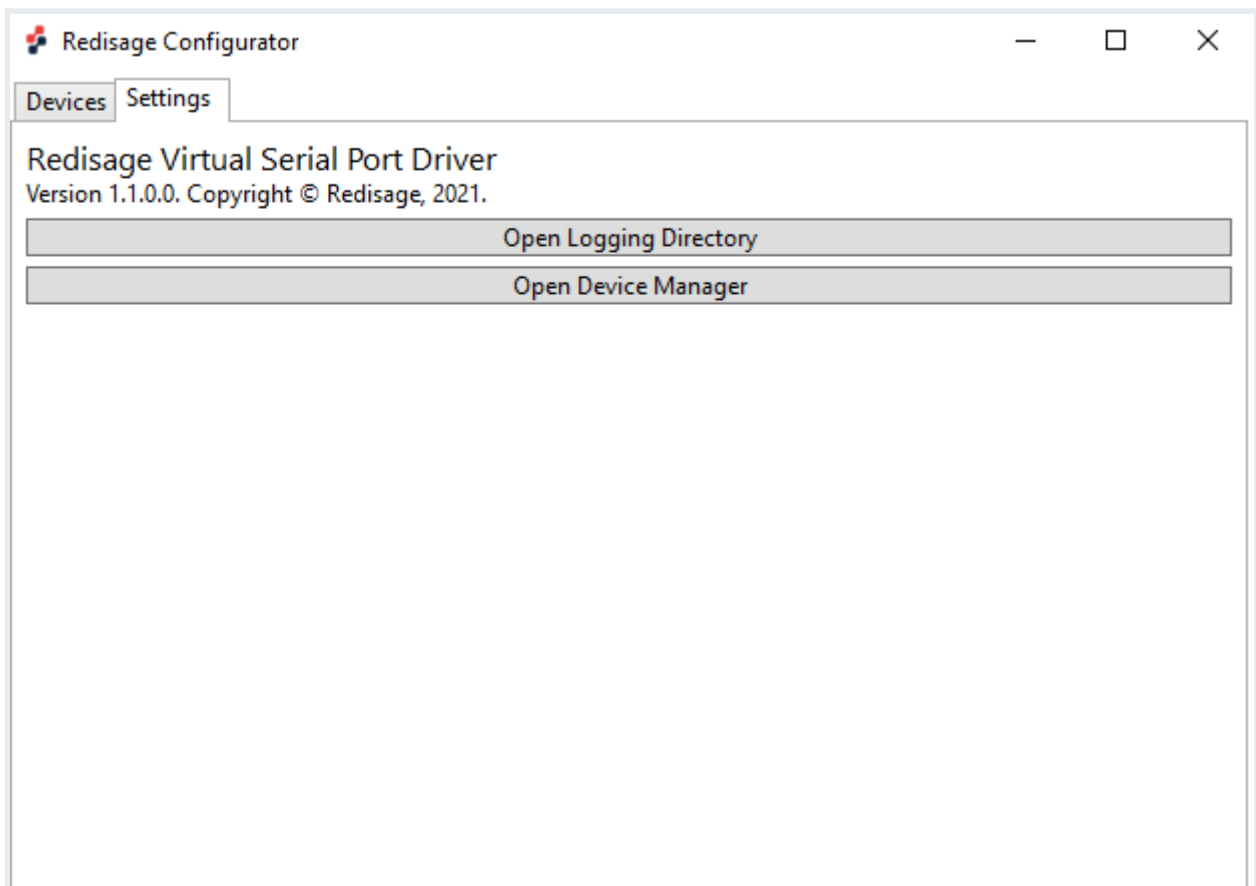 Redisage Configurator
Devices Settings
Redisage Virtual Serial Port Driver
Version 1.1.0.0. Copyright © Redisage, 2021.
Open Logging Directory
Open Device Manager